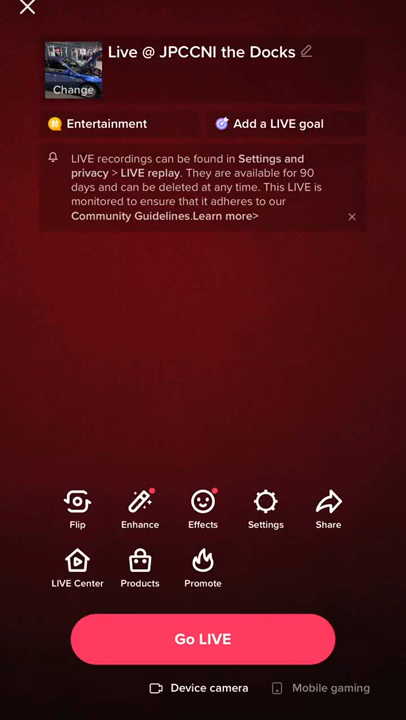 Live @ JPCCNI the Docks
Change
Entertainment
Add a LIVE goal
LIVE recordings can be found in Settings and
privacy > LIVE replay. They are available for 90
days and can be deleted at any time. This LIVE is
monitored to ensure that it adheres to our
Community Guidelines.Learn more>
Flip
Enhance
Effects
Settings
Share
LIVE Center
Products
Promote
Go LIVE
Device camera
Mobile gaming